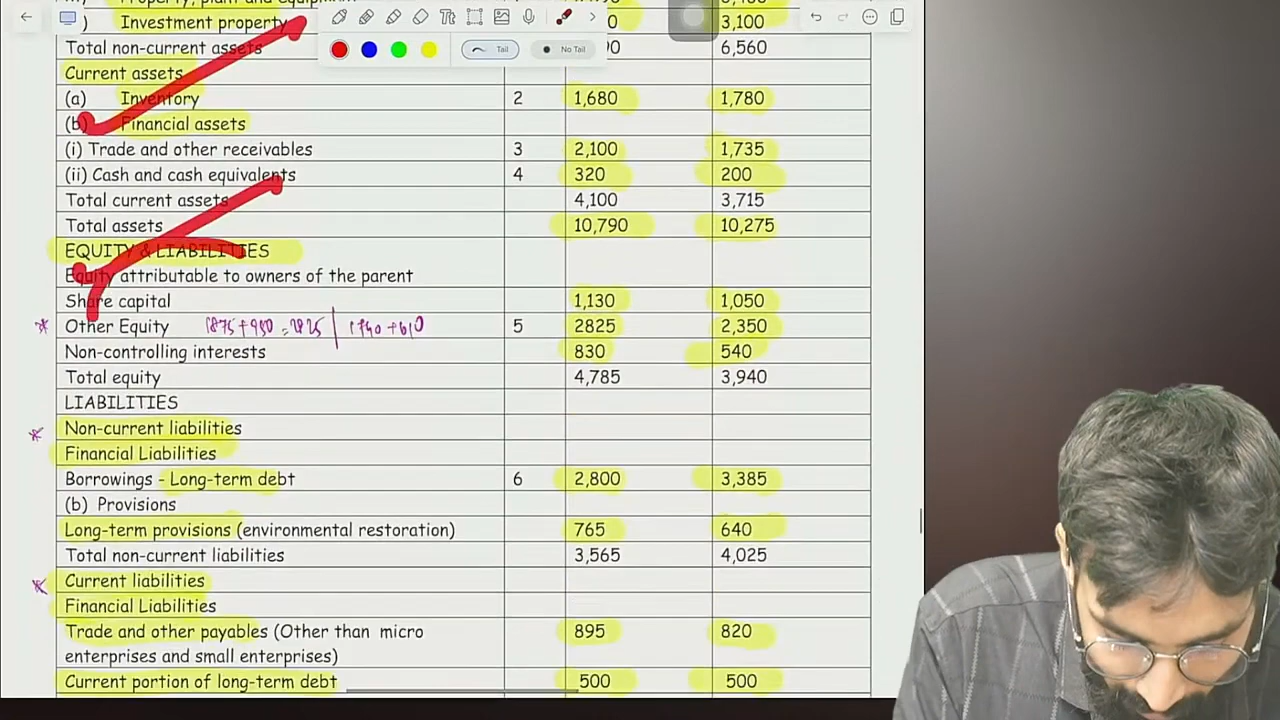 ) Investment property 3,100
Tail No Tail
Total non-current assets 6,560
Current assets
(a) Inventory 2 1,680 1,780
(b) Financial assets
(i) Trade and other receivables 3 2,100 1,735
(ii) Cash and cash equivalents 4 320 200
Total current assets 4,100 3,715
Total assets 10,790 10,275
EQUITY & LIABILITIES
Equity attributable to owners of the parent
Share capital 1,130 1,050
Other Equity 1875+950=2825 | 1740+610 5 2825 2,350
Non-controlling interests 830 540
Total equity 4,785 3,940
LIABILITIES
Non-current liabilities
Financial Liabilities
Borrowings - Long-term debt 6 2,800 3,385
(b) Provisions
Long-term provisions (environmental restoration) 765 640
Total non-current liabilities 3,565 4,025
Current liabilities
Financial Liabilities
Trade and other payables (Other than micro 895 820
enterprises and small enterprises)
Current portion of long-term debt 500 500